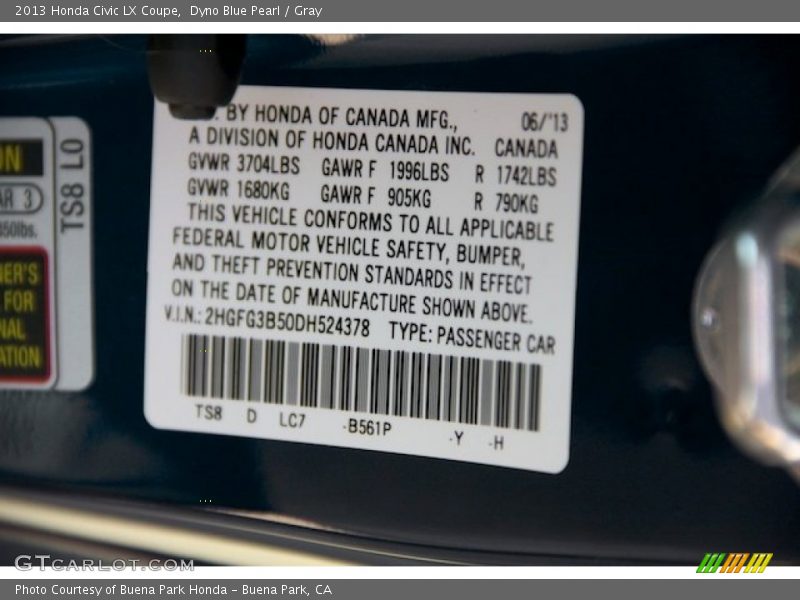 2013 Honda Civic LX Coupe, Dyno Blue Pearl / Gray
BY HONDA OF CANADA MFG., 06/'13
A DIVISION OF HONDA CANADA INC. CANADA
GVWR 3704LBS GAWR F 1996LBS R 1742LBS
GVWR 1680KG GAWR F 905KG R 790KG
THIS VEHICLE CONFORMS TO ALL APPLICABLE
FEDERAL MOTOR VEHICLE SAFETY, BUMPER,
AND THEFT PREVENTION STANDARDS IN EFFECT
ON THE DATE OF MANUFACTURE SHOWN ABOVE.
V.I.N.: 2HGFG3B50DH524378 TYPE: PASSENGER CAR
TS8 D LC7 -B561P -Y -H
TS8 L0
3
FOR
GTCARLOT.COM
Photo Courtesy of Buena Park Honda – Buena Park, CA